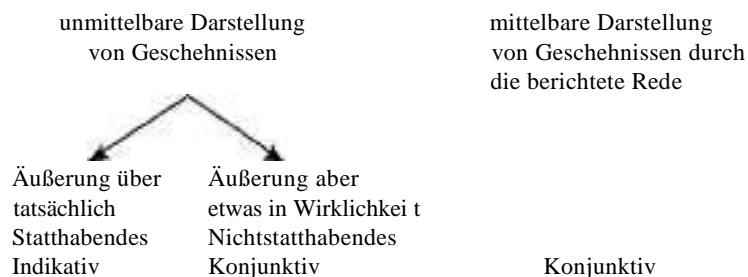 unmittelbare Darstellung
von Geschehnissen
mittelbare Darstellung
von Geschehnissen durch
die berichtete Rede
Äußerung über
tatsächlich
Statthabendes
Indikativ
Äußerung aber
etwas in Wirklichkei t
Nichtstatthabendes
Konjunktiv
Konjunktiv